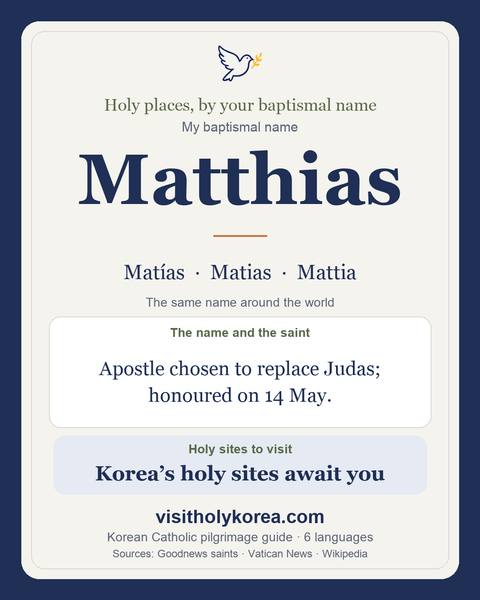 Holy places, by your baptismal name
My baptismal name
Matthias
Matías · Matias · Mattia
The same name around the world
The name and the saint
Apostle chosen to replace Judas;
honoured on 14 May.
Holy sites to visit
Korea’s holy sites await you
visitholykorea.com
Korean Catholic pilgrimage guide · 6 languages
Sources: Goodnews saints · Vatican News · Wikipedia